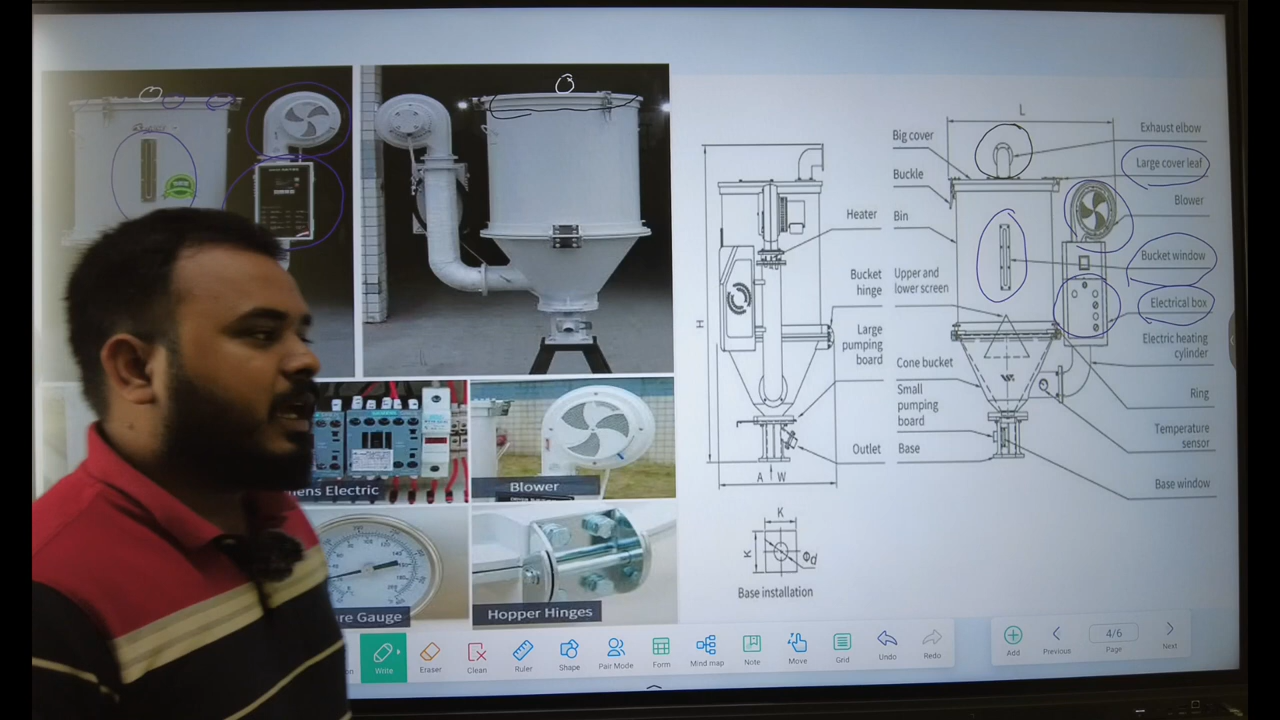 L
Big cover
Exhaust elbow
Large cover leaf
Buckle
Blower
Heater
Bin
Bucket window
Bucket
hinge
Upper and
lower screen
Electrical box
H
Large
pumping
board
Electric heating
cylinder
Cone bucket
Small
pumping
board
Ring
Temperature
sensor
Outlet
Base
A
W
Base window
K
K
Φd
Base installation
mens Electric
Blower
re Gauge
Hopper Hinges
on
Write
Eraser
Clean
Ruler
Shape
Pair Mode
Form
Mind map
Note
Move
Grid
Undo
Redo
Add
Previous
4/6
Page
Next